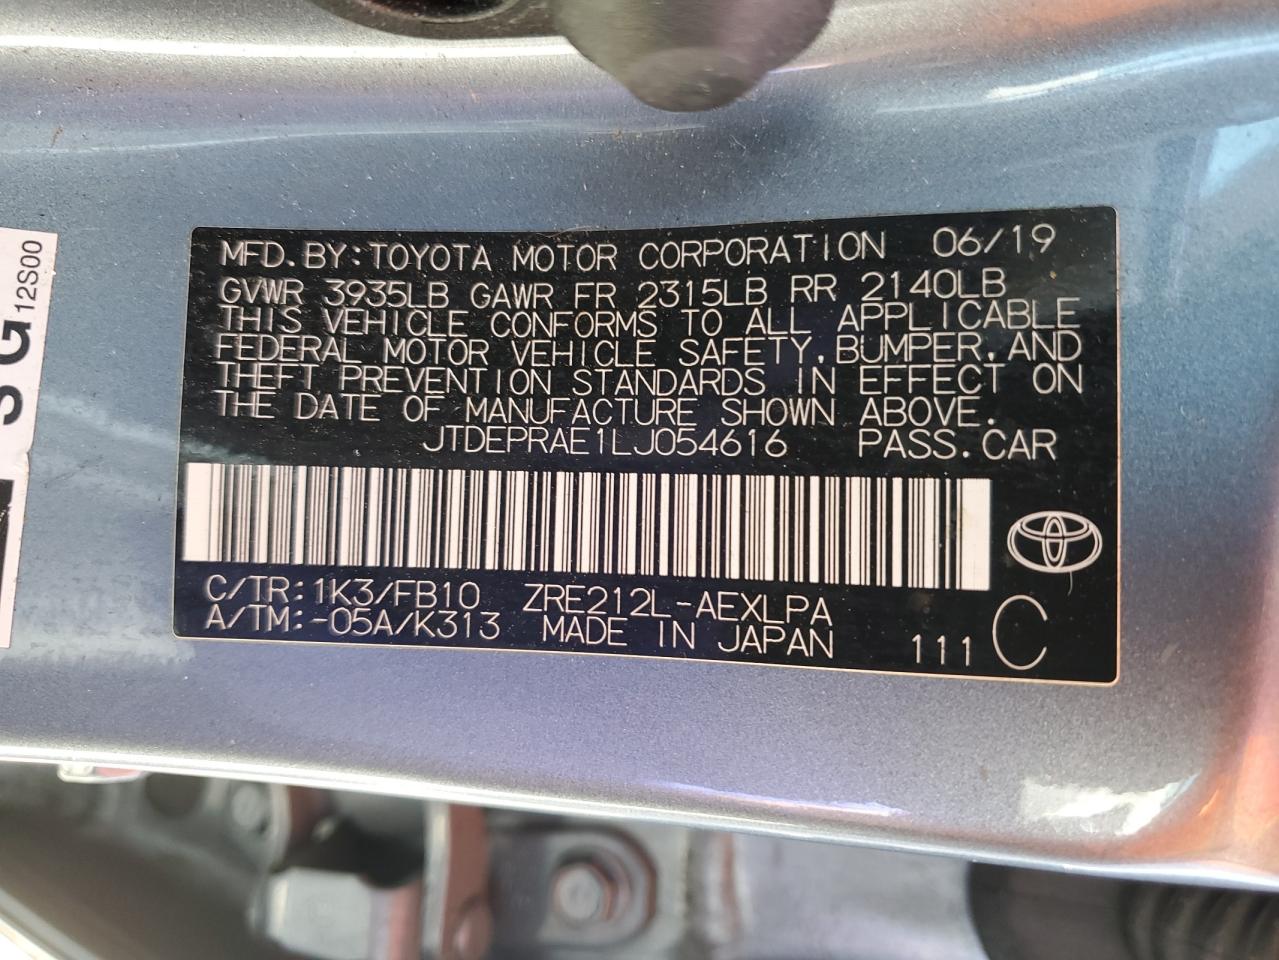 MFD.BY:TOYOTA MOTOR CORPORATION 06/19
GVWR 3935LB GAWR FR 2315LB RR 2140LB
THIS VEHICLE CONFORMS TO ALL APPLICABLE
FEDERAL MOTOR VEHICLE SAFETY,BUMPER,AND
THEFT PREVENTION STANDARDS IN EFFECT ON
THE DATE OF MANUFACTURE SHOWN ABOVE.
JTDEPRAE1LJ054616 PASS.CAR
C/TR:1K3/FB10 ZRE212L-AEXLPA
A/TM:-05A/K313 MADE IN JAPAN 111 C
12S00